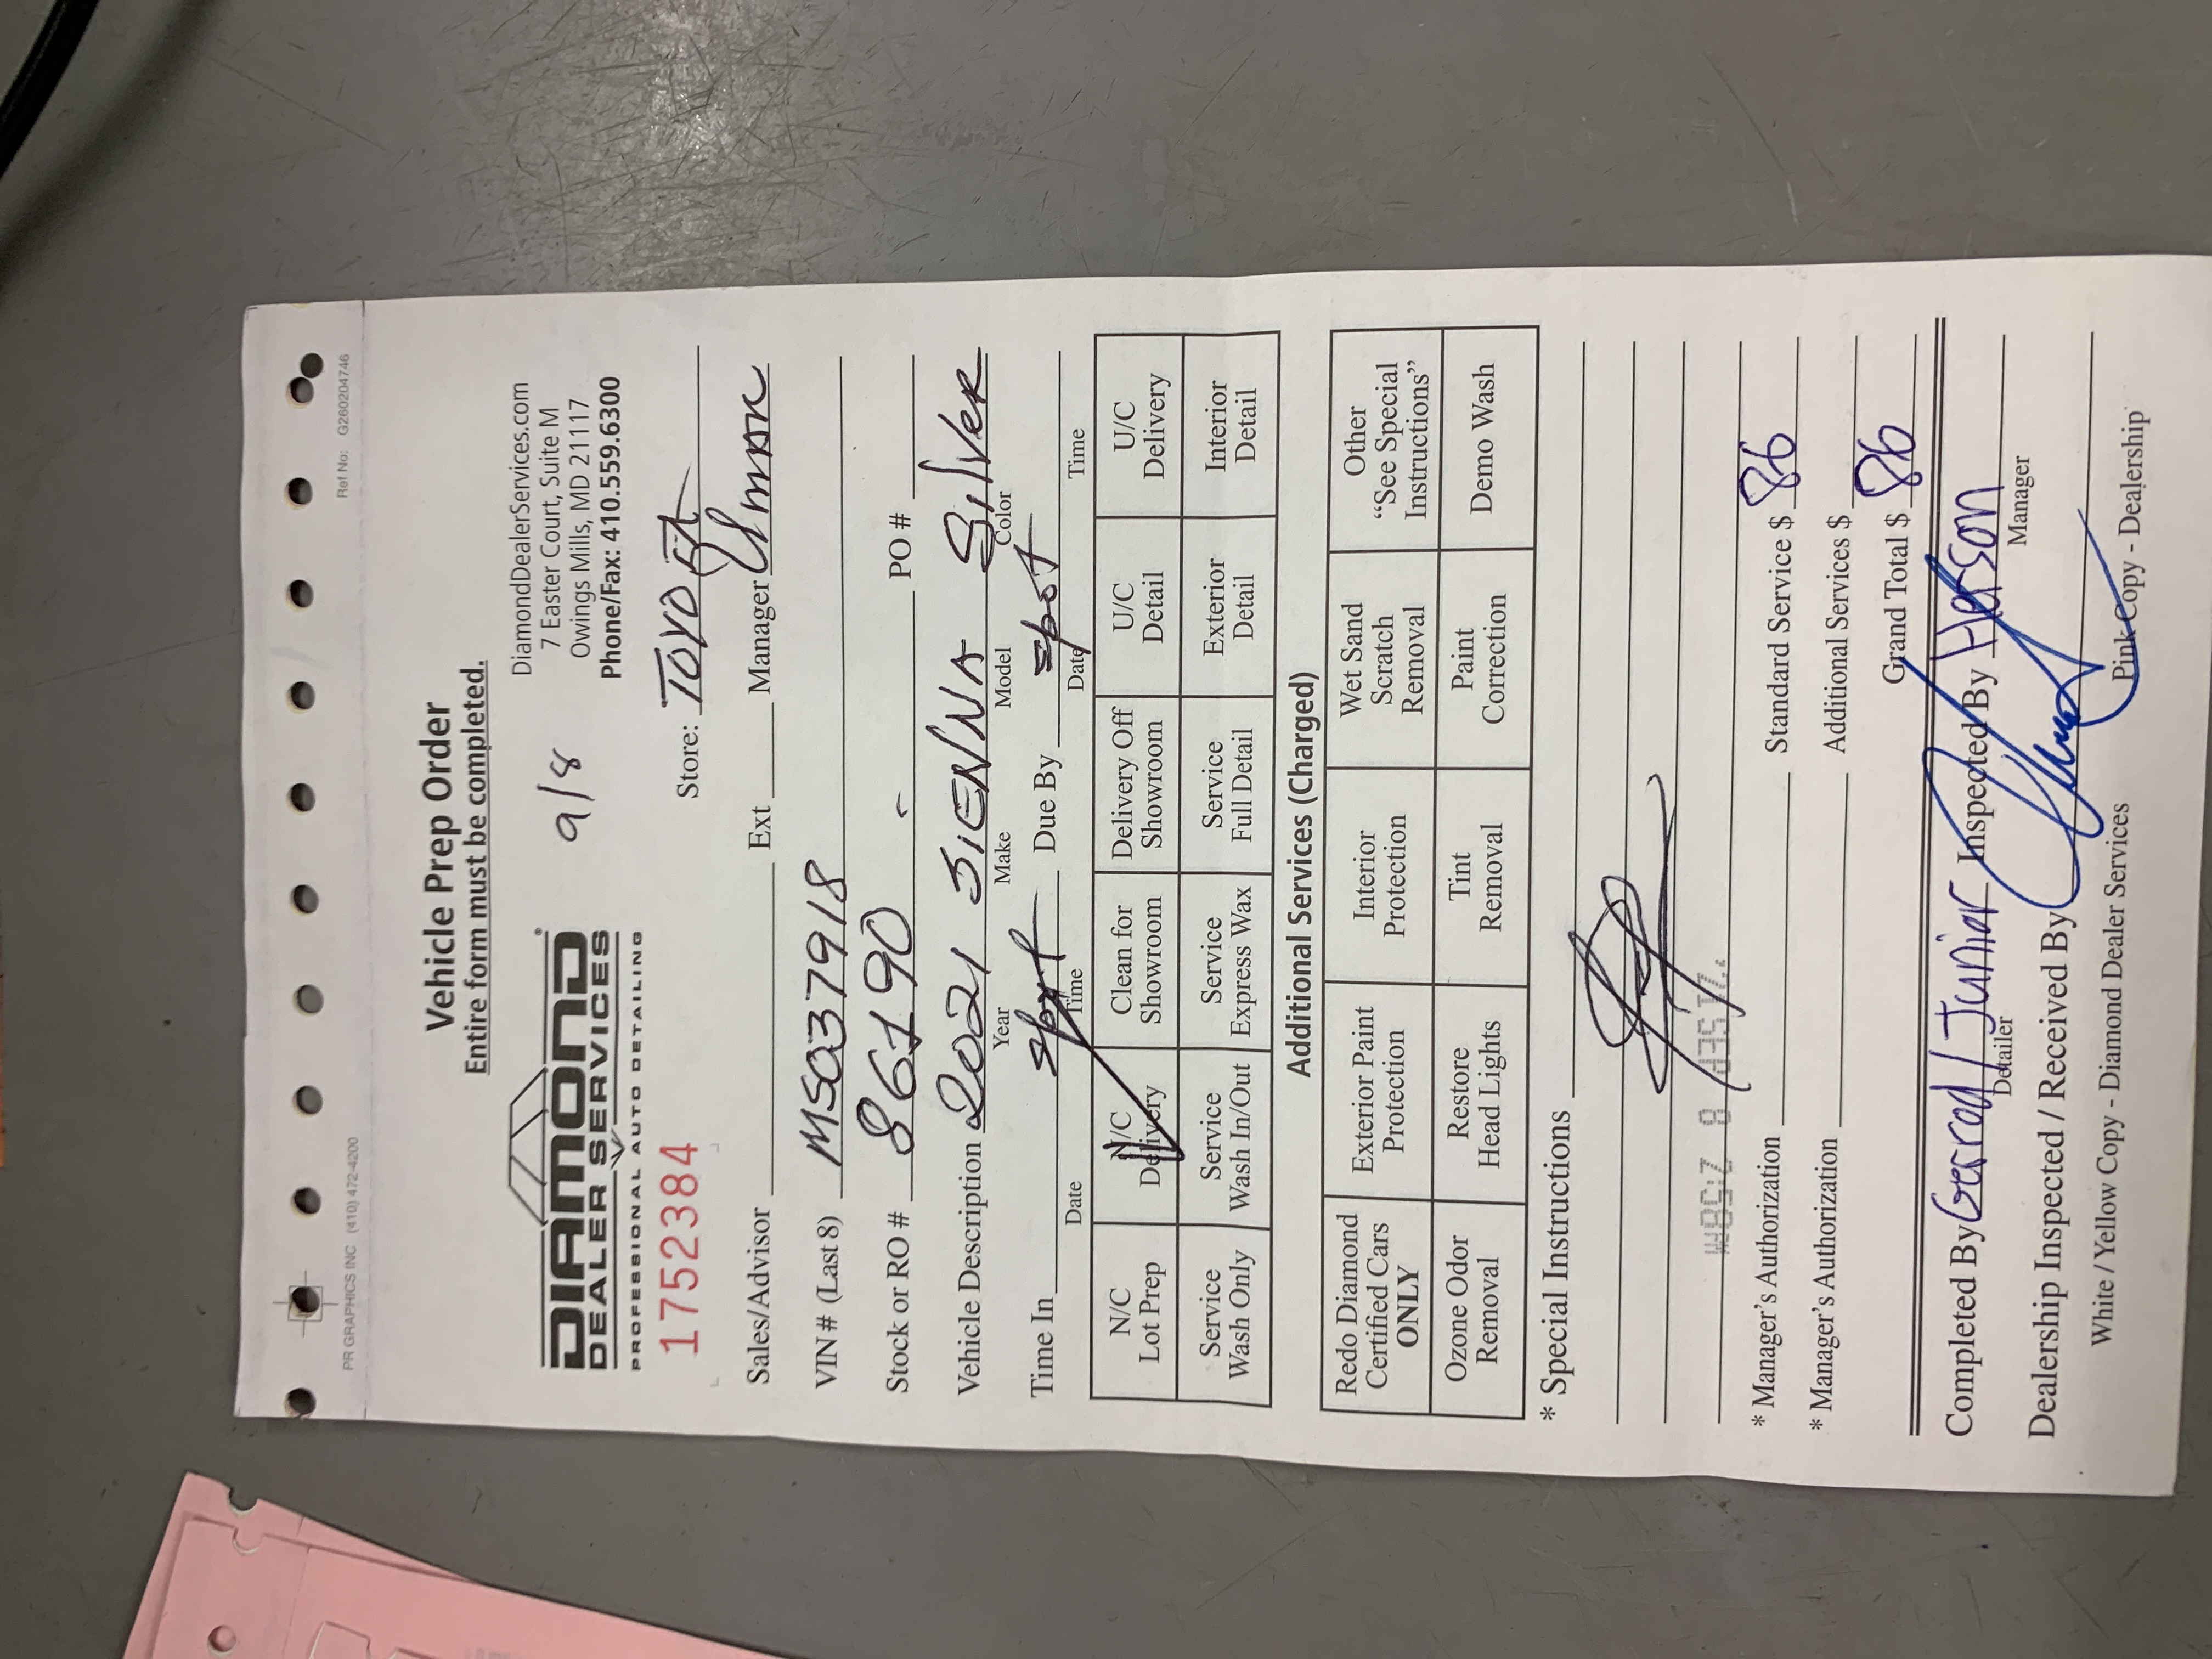 PR GRAPHICS INC (410) 472-4200 Ref No: G260204746
Vehicle Prep Order
Entire form must be completed.
DIAMOND®
DEALER SERVICES
PROFESSIONAL AUTO DETAILING
9/8
DiamondDealerServices.com
7 Easter Court, Suite M
Owings Mills, MD 21117
Phone/Fax: 410.559.6300
1752384
Store: Toyota
Sales/Advisor Ext Manager
VIN # (Last 8) MS037918
Stock or RO # 867190 PO #
Vehicle Description 2021 SIENNA Silver
Year Make Model Color
Time In spot Due By spot
Date Time Date Time
N/C Lot Prep N/C Delivery Clean for Showroom Delivery Off Showroom U/C Detail U/C Delivery
Service Wash Only Service Wash In/Out Service Express Wax Service Full Detail Exterior Detail Interior Detail
Additional Services (Charged)
Redo Diamond Certified Cars ONLY Exterior Paint Protection Interior Protection Wet Sand Scratch Removal Other "See Special Instructions"
Ozone Odor Removal Restore Head Lights Tint Removal Paint Correction Demo Wash
* Special Instructions
* Manager's Authorization Standard Service $ 86
* Manager's Authorization Additional Services $
Grand Total $ 86
Completed By Gerrad / Junior Inspected By Herson
Detailer Manager
Dealership Inspected / Received By
White / Yellow Copy - Diamond Dealer Services Pink Copy - Dealership